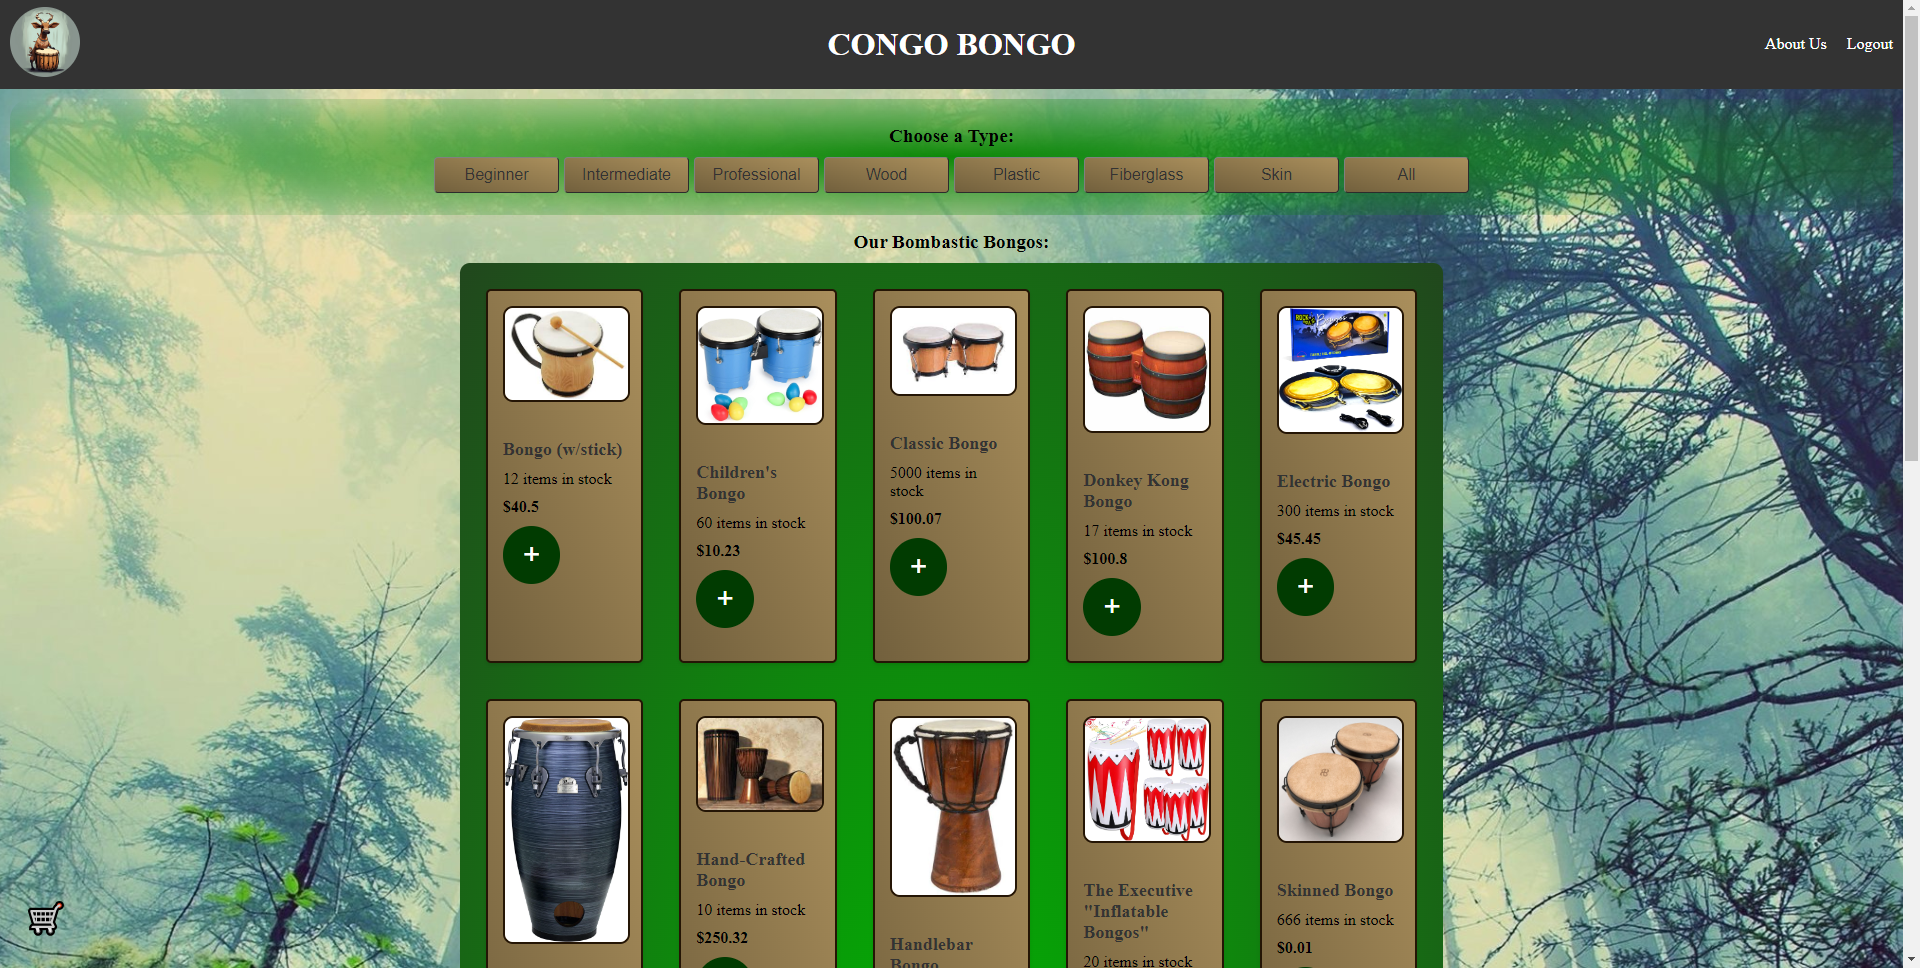 CONGO BONGO
About Us
Logout
Choose a Type:
Beginner
Intermediate
Professional
Wood
Plastic
Fiberglass
Skin
All
Our Bombastic Bongos:
Bongo (w/stick)
12 items in stock
$40.5
+
Children's
Bongo
60 items in stock
$10.23
+
Classic Bongo
5000 items in
stock
$100.07
+
Donkey Kong
Bongo
17 items in stock
$100.8
+
Electric Bongo
300 items in stock
$45.45
+
Hand-Crafted
Bongo
10 items in stock
$250.32
Handlebar
Bongo
The Executive
"Inflatable
Bongos"
20 items in stock
Skinned Bongo
666 items in stock
$0.01